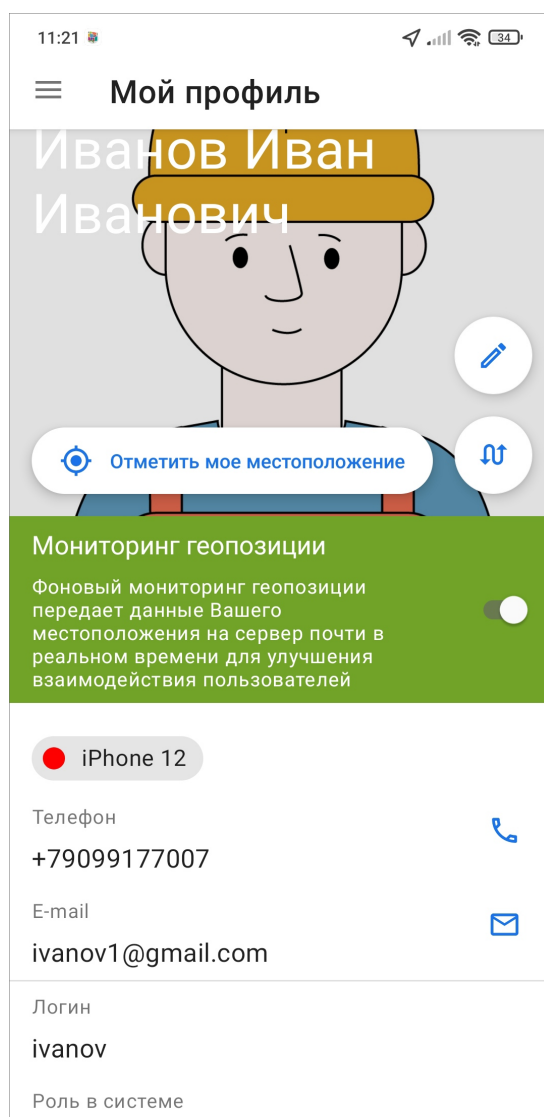 11:21
34
Мой профиль
Иванов Иван
Иванович
Отметить мое местоположение
Мониторинг геопозиции
Фоновый мониторинг геопозиции
передает данные Вашего
местоположения на сервер почти в
реальном времени для улучшения
взаимодействия пользователей
iPhone 12
Телефон
+79099177007
E-mail
ivanov1@gmail.com
Логин
ivanov
Роль в системе